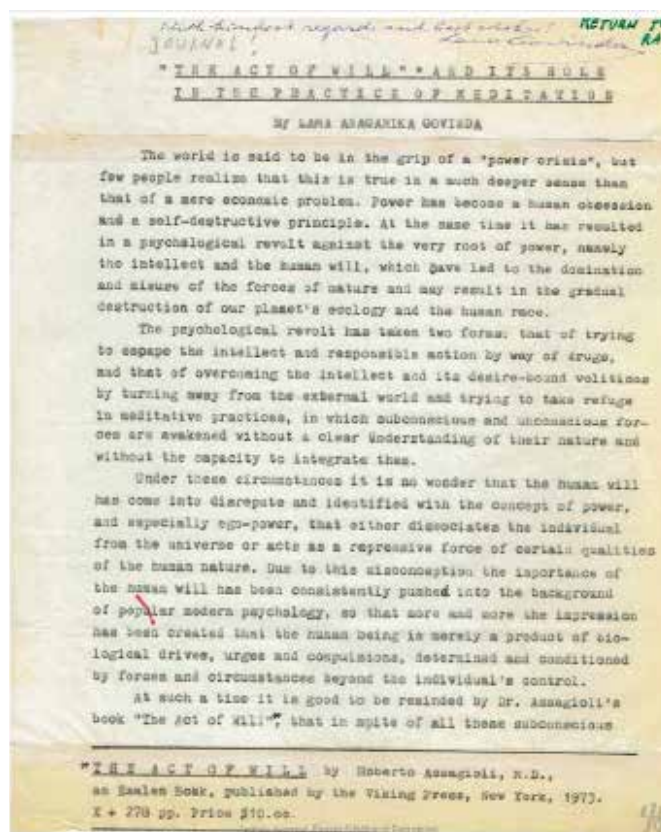 With kindest regards and best wishes!
RETURN T
JOURNAL!
Lama Govinda
RA
"THE ACT OF WILL"* AND ITS ROLE
IN THE PRACTICE OF MEDITATION
By LAMA ANAGARIKA GOVINDA
The world is said to be in the grip of a "power crisis", but
few people realize that this is true in a much deeper sense than
that of a mere economic problem. Power has become a human obsession
and a self-destructive principle. At the same time it has resulted
in a psychological revolt against the very root of power, namely
the intellect and the human will, which have led to the domination
and misuse of the forces of nature and may result in the gradual
destruction of our planet's ecology and the human race.
The psychological revolt has taken two forms: that of trying
to escape the intellect and responsible action by way of drugs,
and that of overcoming the intellect and its desire-bound volitions
by turning away from the external world and trying to take refuge
in meditative practices, in which subconscious and unconscious for-
ces are awakened without a clear Understanding of their nature and
without the capacity to integrate them.
Under these circumstances it is no wonder that the human will
has come into disrepute and identified with the concept of power,
and especially ego-power, that either dissociates the individual
from the universe or acts as a repressive force of certain qualities
of the human nature. Due to this misconception the importance of
the human will has been consistently pushed into the background
of popular modern psychology, so that more and more the impression
has been created that the human being is merely a product of bio-
logical drives, urges and compulsions, determined and conditioned
by forces and circumstances beyond the individual's control.
At such a time it is good to be reminded by Dr. Assagioli's
book "The Act of Will"*, that in spite of all these subconscious
*THE ACT OF WILL by Roberto Assagioli, M.D.,
an Esalen Book, published by the Viking Press, New York, 1973.
X + 278 pp. Price $10.oo.